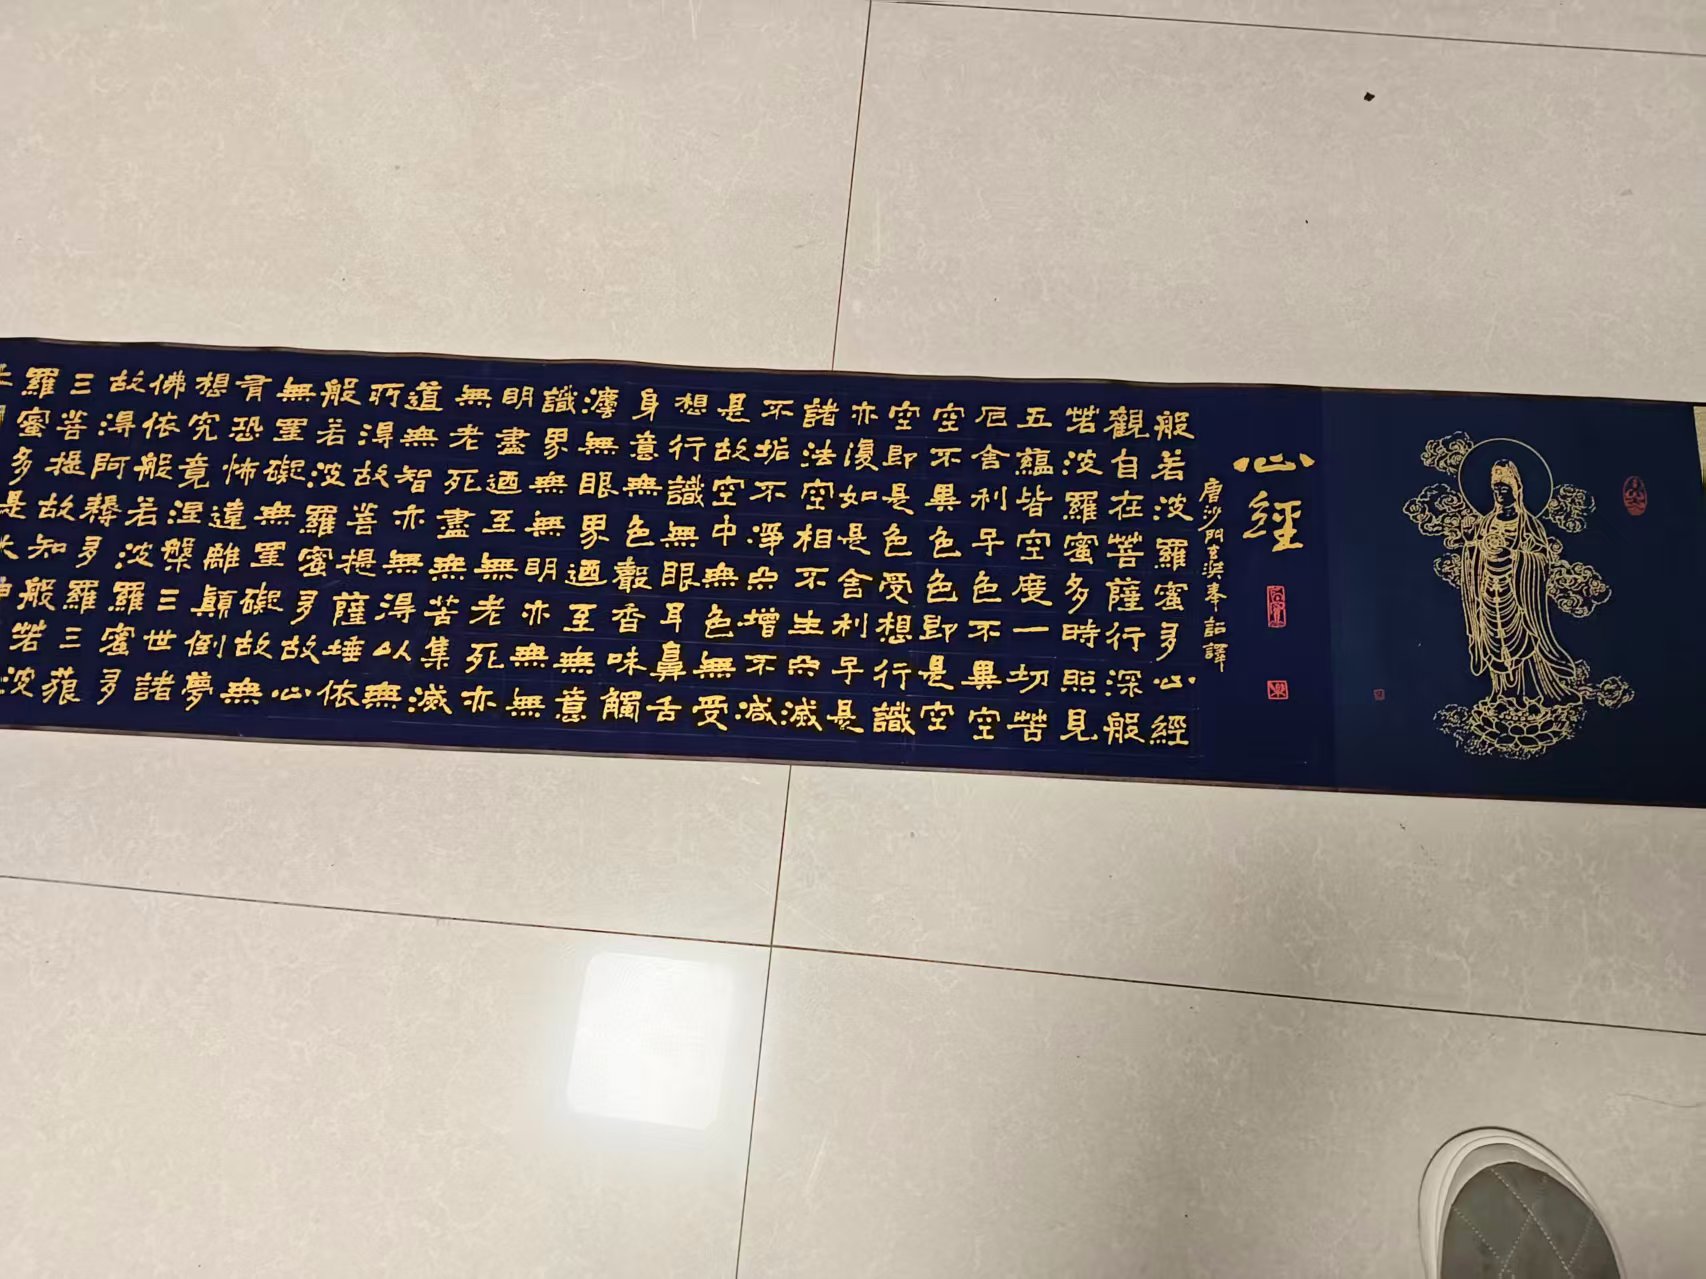 心經
唐沙門玄奘奉詔譯
般若波羅蜜多心經
觀自在菩薩行深般
若波羅蜜多時照見
五蘊皆空度一切苦
厄舍利子色不異空
空不異色色即是空
空即是色受想行識
亦復如是舍利子是
諸法空相不生不滅
不垢不淨不增不減
是故空中無色無受
想行識無眼耳鼻舌
身意無色聲香味觸
灋無眼界迺至無意
識界無無明亦無無
明盡迺至無老死亦
無老死盡無苦集滅
道無智亦無得以無
所得故菩提薩埵依
般若波羅蜜多故心
無罣礙無罣礙故無
有恐怖遠離顛倒夢
想究竟涅槃三世諸
佛依般若波羅蜜多
故得阿耨多羅三藐
三菩提故知般若波
羅蜜多是